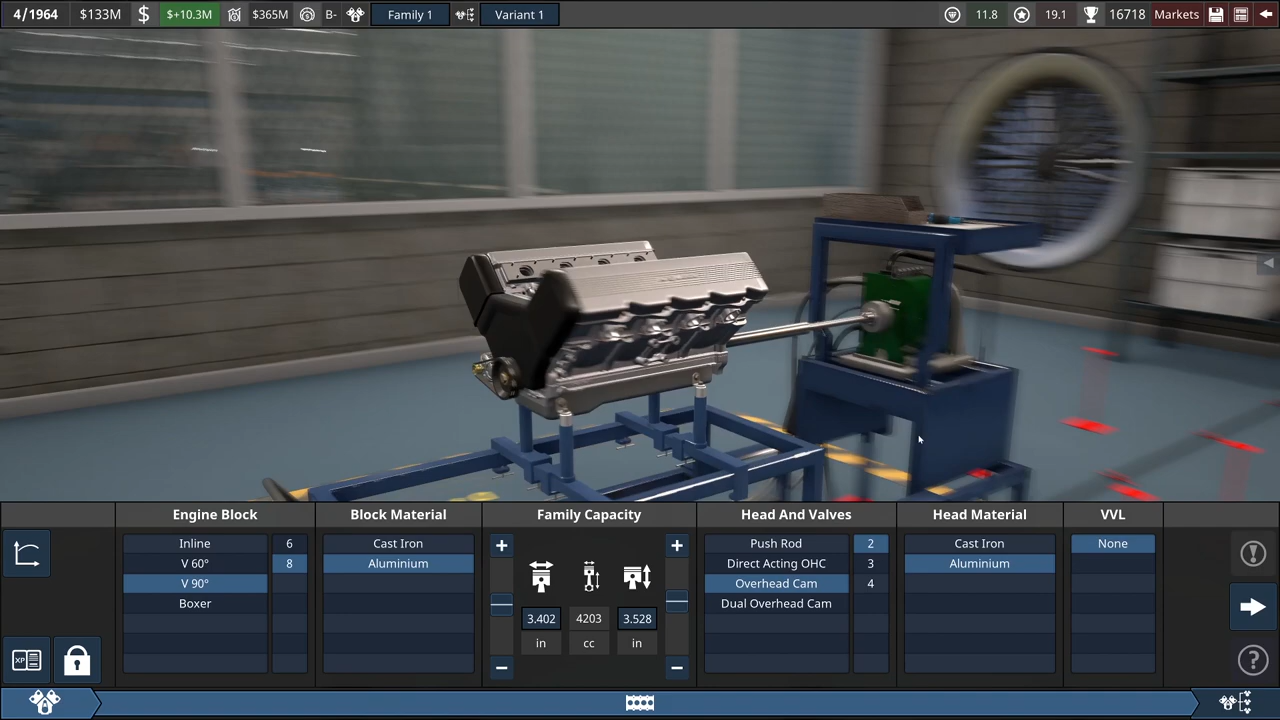 4/1964 $133M $ $+10.3M $365M B- Family 1 Variant 1 11.8 19.1 16718 Markets
Engine Block Block Material Family Capacity Head And Valves Head Material VVL
Inline 6 Cast Iron + + Push Rod 2 Cast Iron None
V 60° 8 Aluminium Direct Acting OHC 3 Aluminium
V 90° Overhead Cam 4
Boxer Dual Overhead Cam
3.402 4203 3.528
in cc in
XP − − ?